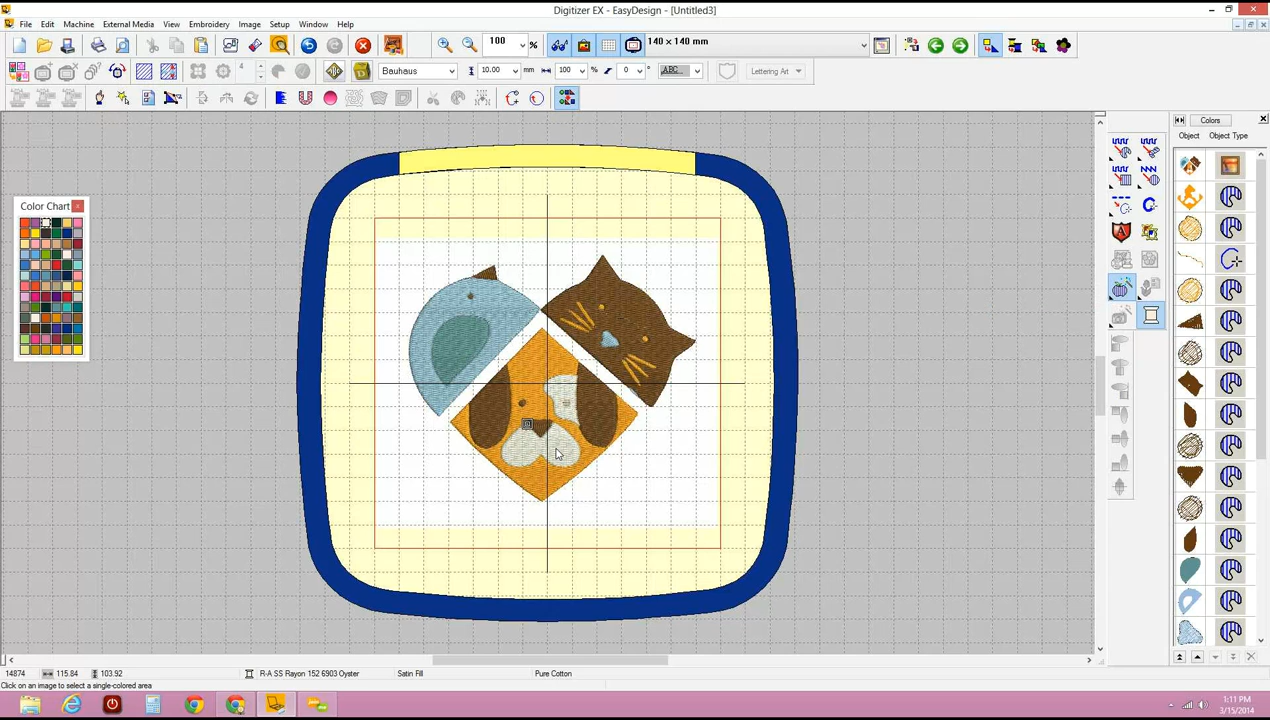 Digitizer EX - EasyDesign - [Untitled3]
File Edit Machine External Media View Embroidery Image Setup Window Help
100 % 140 x 140 mm
4 Bauhaus 10.00 mm 100 % 0 ° ABC Lettering Art
Colors
Object Object Type
Color Chart
14874 115.84 103.92 R-A SS Rayon 152 6903 Oyster Satin Fill Pure Cotton
Click on an image to select a single-colored area
1:11 PM
3/15/2014